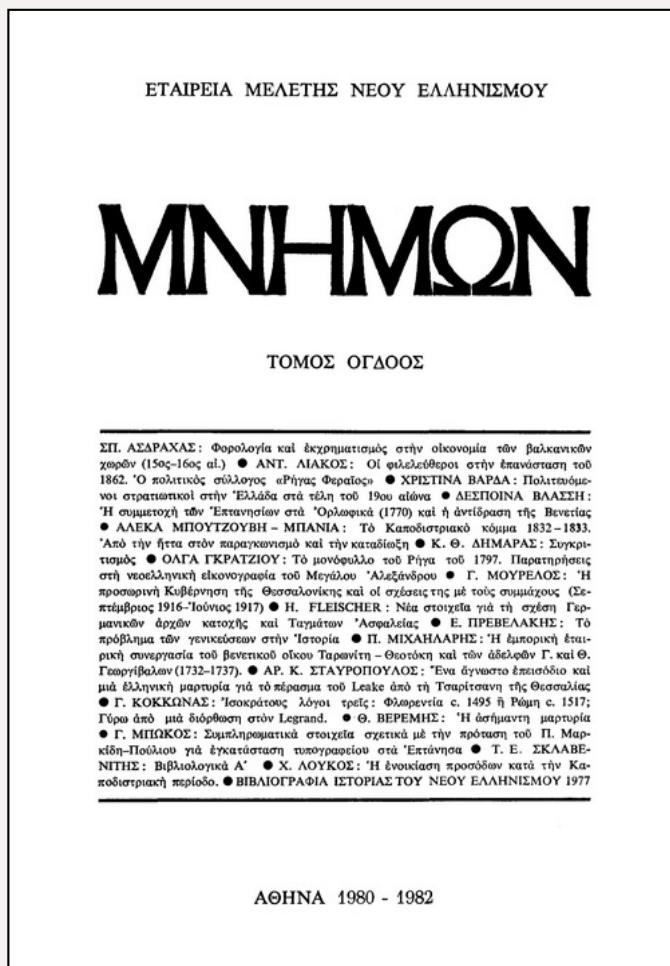 ΕΤΑΙΡΕΙΑ ΜΕΛΕΤΗΣ ΝΕΟΥ ΕΛΛΗΝΙΣΜΟΥ
ΜΝΗΜΩΝ
ΤΟΜΟΣ ΟΓΔΟΟΣ
ΣΠ. ΑΣΔΡΑΧΑΣ: Φορολογία καὶ ἐκχρηματισμὸς στὴν οἰκονομία τῶν βαλκανικῶν
χωρῶν (15ος–16ος αἰ.) ● ΑΝΤ. ΛΙΑΚΟΣ: Οἱ φιλελεύθεροι στὴν ἐπανάσταση τοῦ
1862. Ὁ πολιτικὸς σύλλογος «Ρήγας Φεραῖος» ● ΧΡΙΣΤΙΝΑ ΒΑΡΔΑ: Πολιτευόμε-
νοι στρατιωτικοὶ στὴν Ἑλλάδα στὰ τέλη τοῦ 19ου αἰώνα ● ΔΕΣΠΟΙΝΑ ΒΛΑΣΣΗ:
Ἡ συμμετοχὴ τῶν Ἑπτανησίων στὰ Ὀρλωφικὰ (1770) καὶ ἡ ἀντίδραση τῆς Βενετίας
● ΑΛΕΚΑ ΜΠΟΥΤΖΟΥΒΗ – ΜΠΑΝΙΑ: Τὸ Καποδιστριακὸ κόμμα 1832–1833.
Ἀπὸ τὴν ἥττα στὸν παραγκωνισμὸ καὶ τὴν καταδίωξη ● Κ. Θ. ΔΗΜΑΡΑΣ: Συγκρι-
τισμὸς ● ΟΛΓΑ ΓΚΡΑΤΖΙΟΥ: Τὸ μονόφυλλο τοῦ Ρήγα τοῦ 1797. Παρατηρήσεις
στὴ νεοελληνικὴ εἰκονογραφία τοῦ Μεγάλου Ἀλεξάνδρου ● Γ. ΜΟΥΡΕΛΟΣ: Ἡ
προσωρινὴ Κυβέρνηση τῆς Θεσσαλονίκης καὶ οἱ σχέσεις της μὲ τοὺς συμμάχους (Σε-
πτέμβριος 1916–Ἰούνιος 1917) ● H. FLEISCHER: Νέα στοιχεῖα γιὰ τὴ σχέση Γερ-
μανικῶν ἀρχῶν κατοχῆς καὶ Ταγμάτων Ἀσφαλείας ● Ε. ΠΡΕΒΕΛΑΚΗΣ: Τὸ
πρόβλημα τῶν γενικεύσεων στὴν Ἱστορία ● Π. ΜΙΧΑΗΛΑΡΗΣ: Ἡ ἐμπορικὴ ἑται-
ρικὴ συνεργασία τοῦ βενετικοῦ οἴκου Ταρωνίτη – Θεοτόκη καὶ τῶν ἀδελφῶν Γ. καὶ Θ.
Γεωργίβαλων (1732–1737). ● ΑΡ. Κ. ΣΤΑΥΡΟΠΟΥΛΟΣ: Ἕνα ἄγνωστο ἐπεισόδιο καὶ
μιὰ ἑλληνικὴ μαρτυρία γιὰ τὸ πέρασμα τοῦ Leake ἀπὸ τὴ Τσαρίτσανη τῆς Θεσσαλίας
● Γ. ΚΟΚΚΩΝΑΣ: Ἰσοκράτους λόγοι τρεῖς: Φλωρεντία c. 1495 ἢ Ρώμη c. 1517;
Γύρω ἀπὸ μιὰ διόρθωση στὸν Legrand. ● Θ. ΒΕΡΕΜΗΣ: Ἡ ἀσήμαντη μαρτυρία
● Γ. ΜΠΩΚΟΣ: Συμπληρωματικὰ στοιχεῖα σχετικὰ μὲ τὴν πρόταση τοῦ Π. Μαρ-
κίδη-Πούλιου γιὰ ἐγκατάσταση τυπογραφείου στὰ Ἑπτάνησα ● Τ. Ε. ΣΚΛΑΒΕ-
ΝΙΤΗΣ: Βιβλιολογικὰ Α΄ ● Χ. ΛΟΥΚΟΣ: Ἡ ἐνοικίαση προσόδων κατὰ τὴν Κα-
ποδιστριακὴ περίοδο. ● ΒΙΒΛΙΟΓΡΑΦΙΑ ΙΣΤΟΡΙΑΣ ΤΟΥ ΝΕΟΥ ΕΛΛΗΝΙΣΜΟΥ 1977
ΑΘΗΝΑ 1980 - 1982